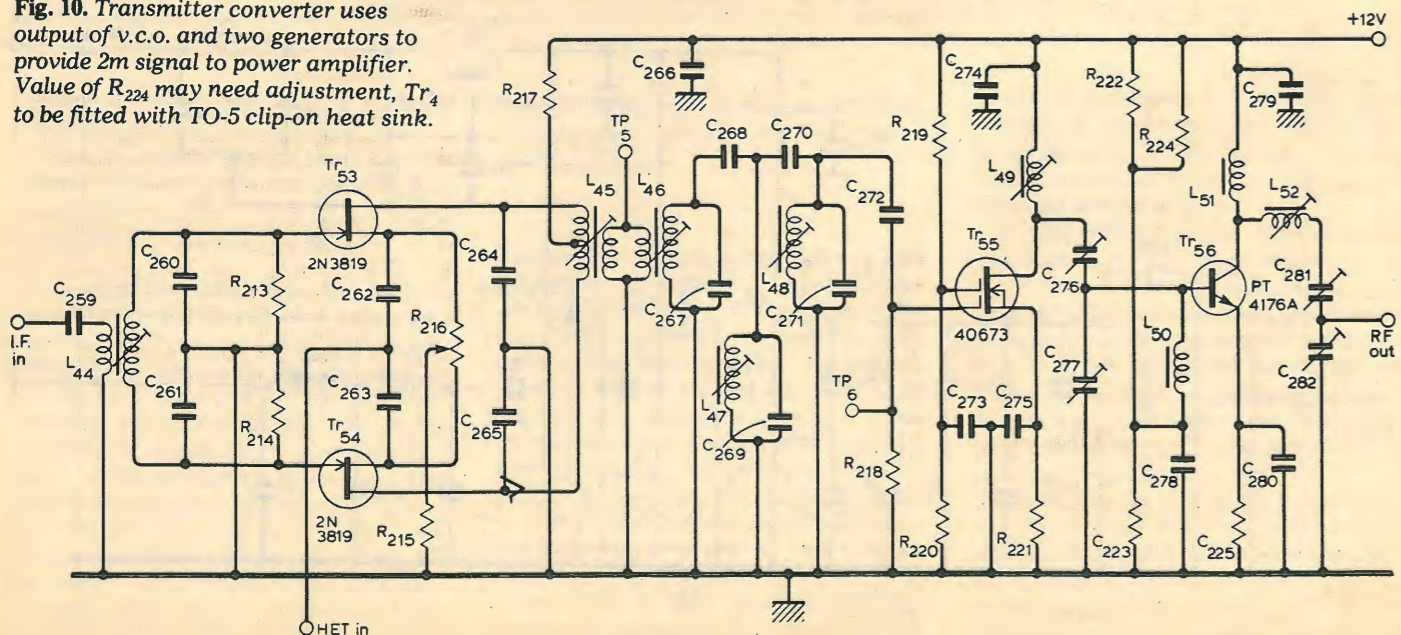 Fig. 10. Transmitter converter uses
output of v.c.o. and two generators to
provide 2m signal to power amplifier.
Value of R224 may need adjustment, Tr4
to be fitted with TO-5 clip-on heat sink.
+12V
R217
C266
TP
5
C268
C270
R219
C274
R222
R224
C279
Tr53
2N3819
C260
R213
C262
C264
L45
L46
C272
L49
L51
L52
C259
I.F.
in
L44
R216
C267
L48
C271
Tr55
40673
C276
Tr56
PT
4176A
C281
RF
out
C261
R214
C263
C265
L47
C269
TP
6
C273
C275
C277
L50
C282
Tr54
2N
3819
R215
R218
R220
R221
C278
C223
C280
C225
HET in